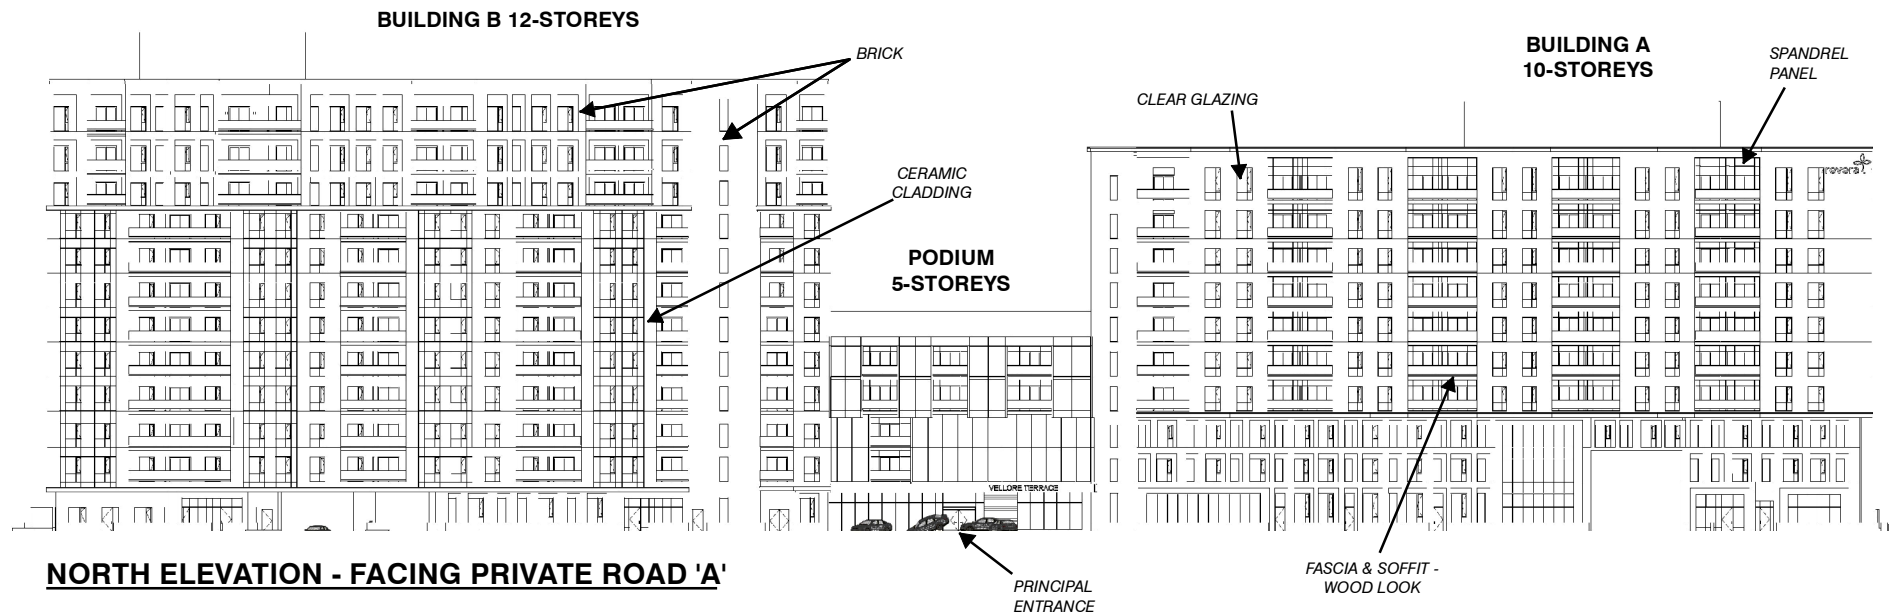 BUILDING B 12-STOREYS
BRICK
BUILDING A
10-STOREYS
SPANDREL
PANEL
CLEAR GLAZING
CERAMIC
CLADDING
PODIUM
5-STOREYS
VELLORE TERRACE
NORTH ELEVATION - FACING PRIVATE ROAD 'A'
PRINCIPAL
ENTRANCE
FASCIA & SOFFIT -
WOOD LOOK